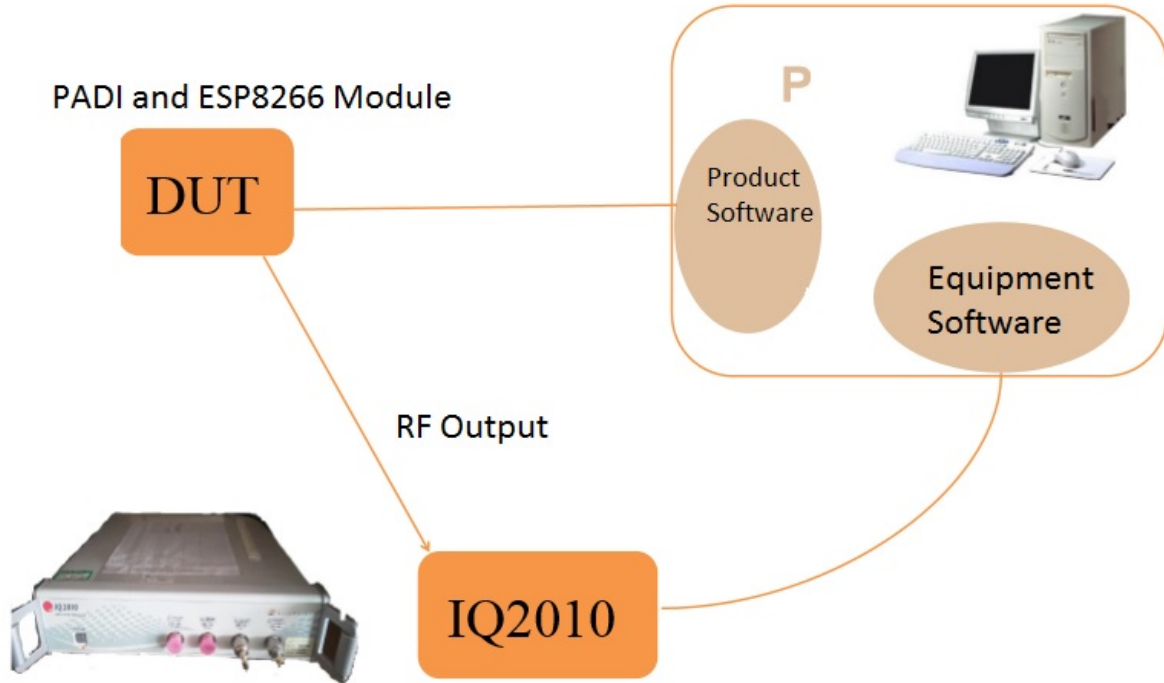 PADI and ESP8266 Module
DUT
P
Product
Software
Equipment
Software
RF Output
IQ2010